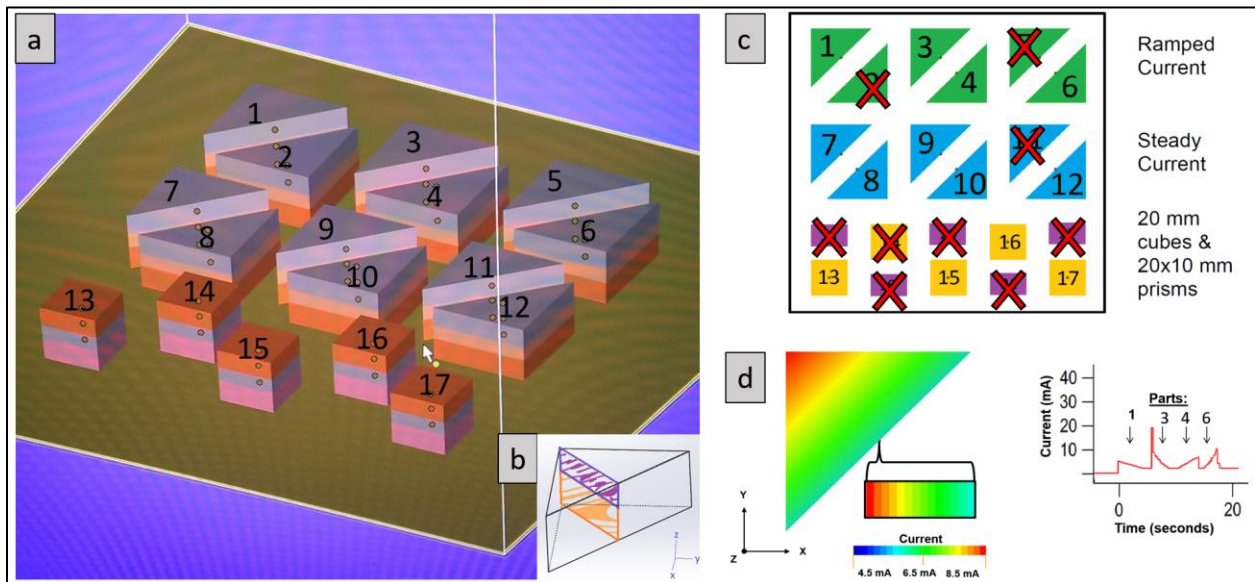 a
1
2
3
4
5
6
7
8
9
10
11
12
13
14
15
16
17
b
z
y
x
c
1
3
4
6
Ramped
Current
7
9
11
8
10
12
Steady
Current
16
13
15
17
20 mm
cubes &
20x10 mm
prisms
d
Y
X
Z
Current
4.5 mA
6.5 mA
8.5 mA
Current (mA)
40
30
20
10
Parts:
1
3
4
6
0
20
Time (seconds)